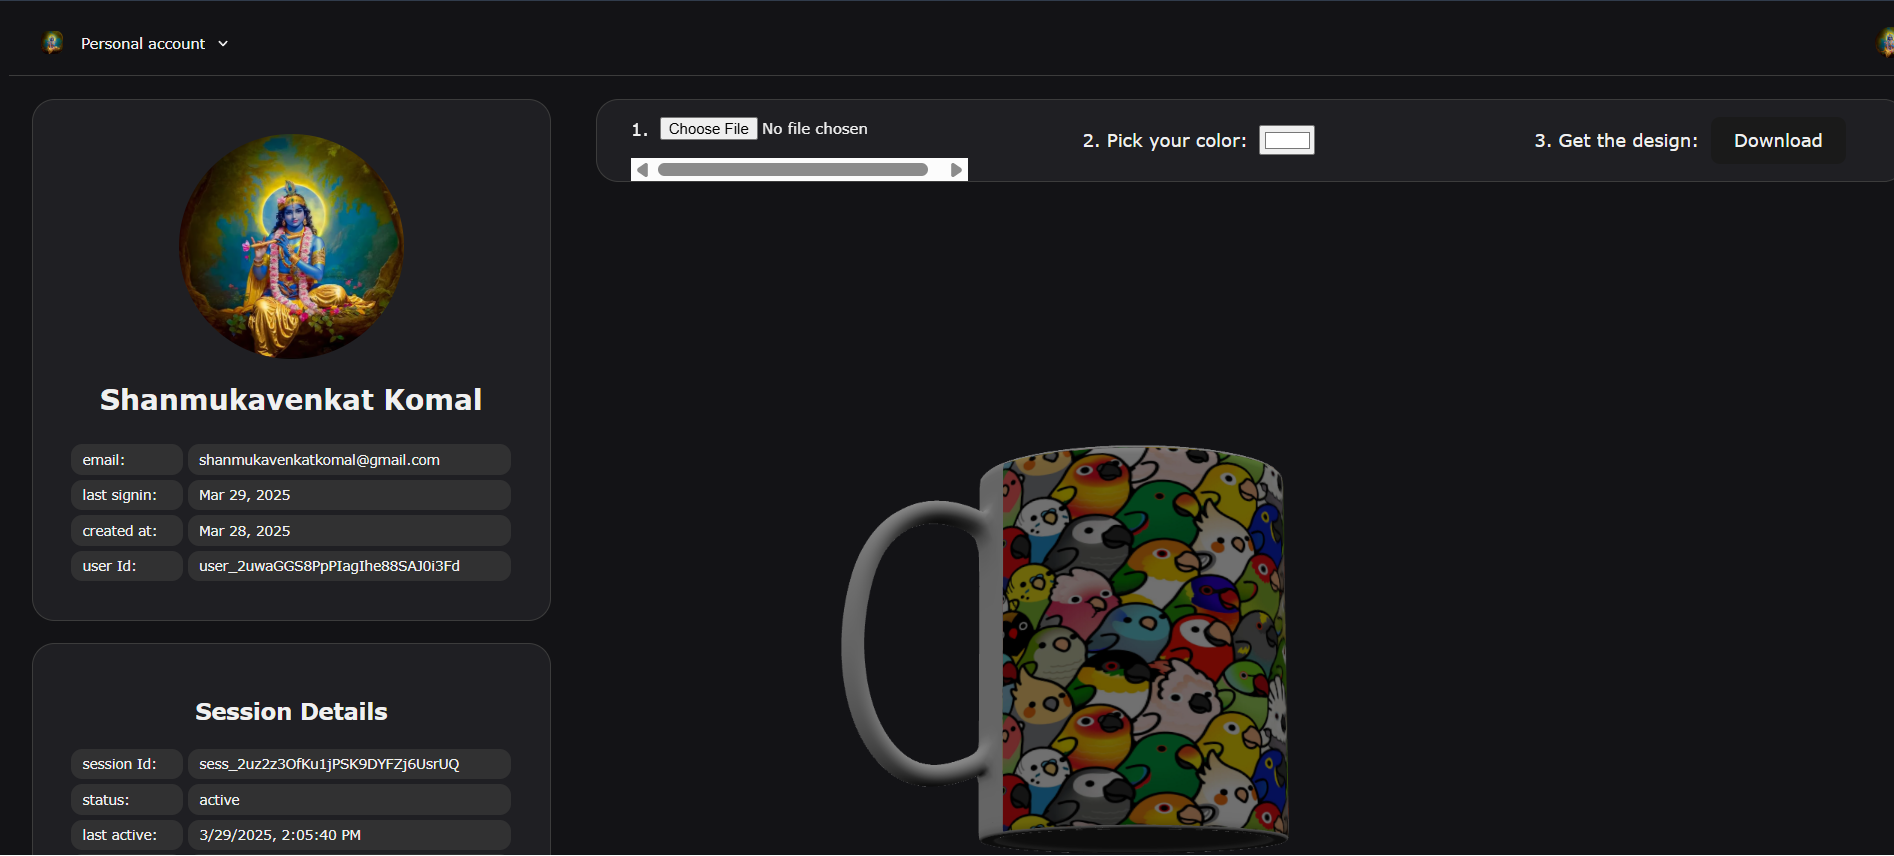 Personal account
1. Choose File No file chosen
2. Pick your color:
3. Get the design: Download
Shanmukavenkat Komal
email: shanmukavenkatkomal@gmail.com
last signin: Mar 29, 2025
created at: Mar 28, 2025
user Id: user_2uwaGGS8PpPIagIhe88SAJ0i3Fd
Session Details
session Id: sess_2uz2z3OfKu1jPSK9DYFZj6UsrUQ
status: active
last active: 3/29/2025, 2:05:40 PM